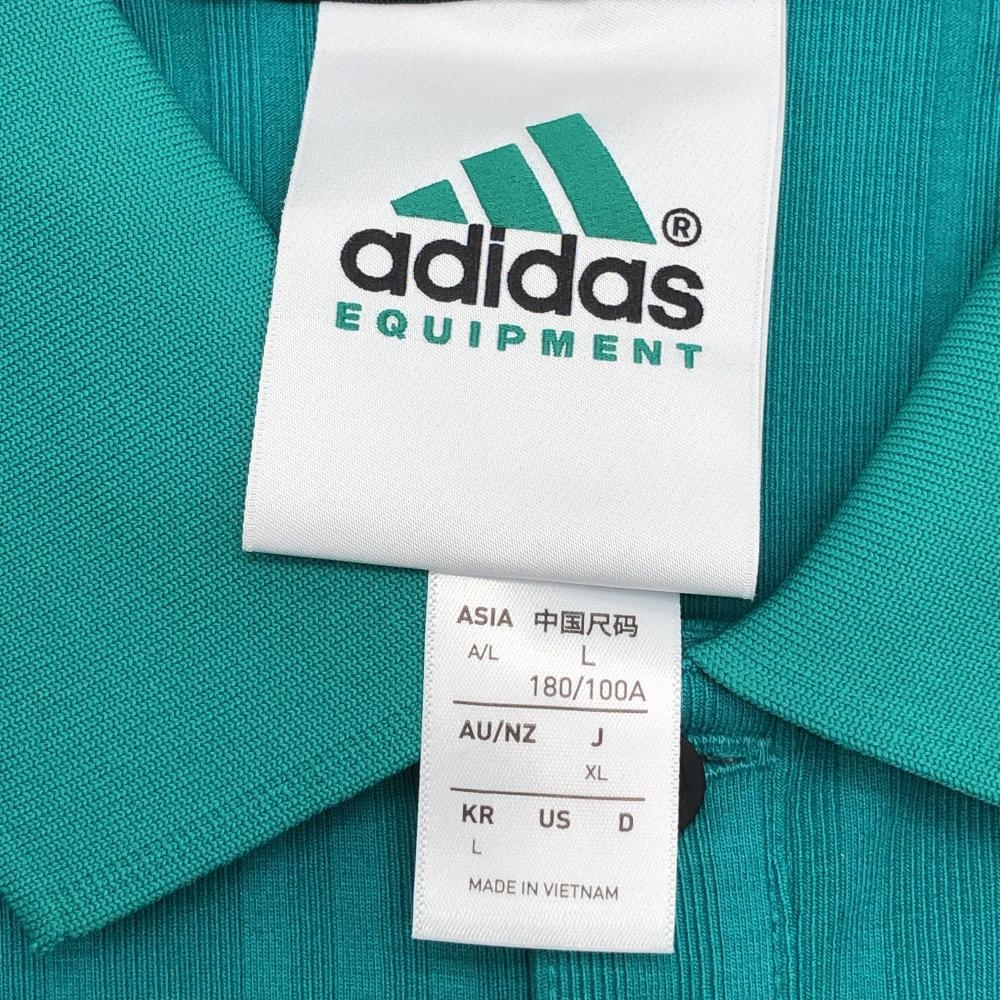 ®
adidas
EQUIPMENT
ASIA 中国尺码
A/L L
180/100A
AU/NZ J
XL
KR US D
L
MADE IN VIETNAM